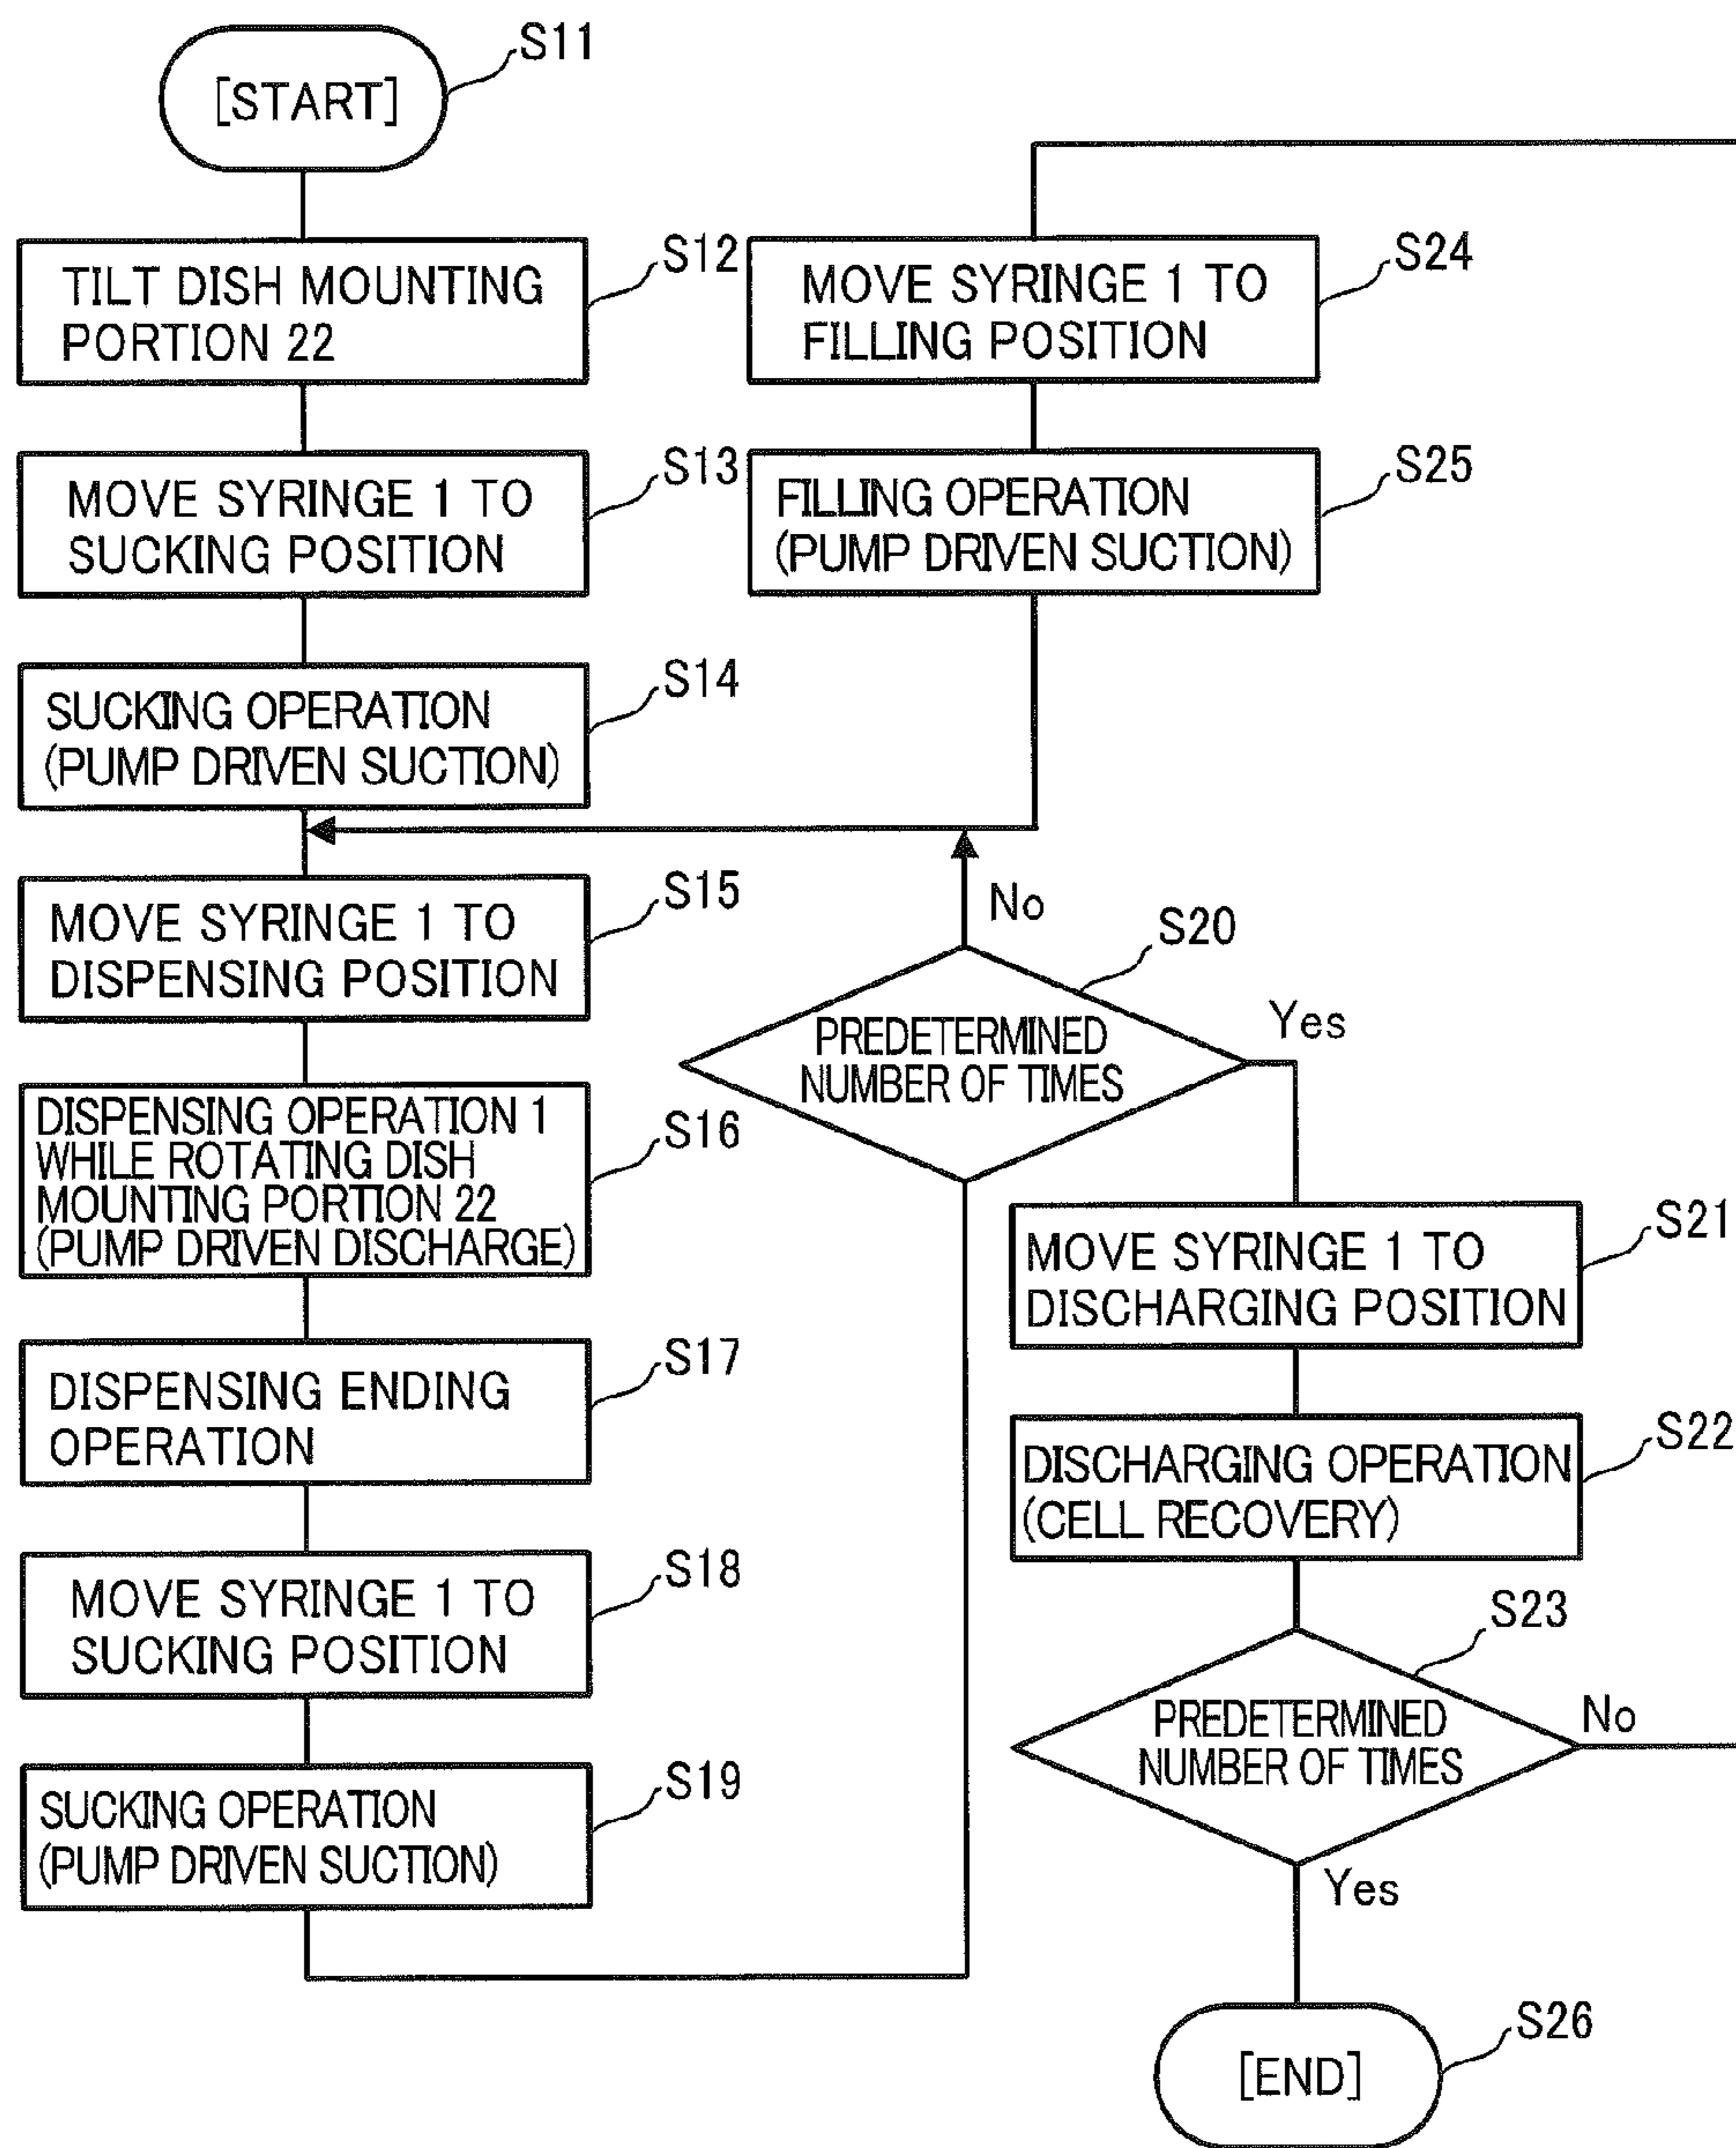 [START]
S11
TILT DISH MOUNTING
PORTION 22
S12
MOVE SYRINGE 1 TO
SUCKING POSITION
S13
SUCKING OPERATION
(PUMP DRIVEN SUCTION)
S14
MOVE SYRINGE 1 TO
DISPENSING POSITION
S15
DISPENSING OPERATION 1
WHILE ROTATING DISH
MOUNTING PORTION 22
(PUMP DRIVEN DISCHARGE)
S16
DISPENSING ENDING
OPERATION
S17
MOVE SYRINGE 1 TO
SUCKING POSITION
S18
SUCKING OPERATION
(PUMP DRIVEN SUCTION)
S19
MOVE SYRINGE 1 TO
FILLING POSITION
S24
FILLING OPERATION
(PUMP DRIVEN SUCTION)
S25
No
S20
PREDETERMINED
NUMBER OF TIMES
Yes
MOVE SYRINGE 1 TO
DISCHARGING POSITION
S21
DISCHARGING OPERATION
(CELL RECOVERY)
S22
S23
PREDETERMINED
NUMBER OF TIMES
No
Yes
[END]
S26